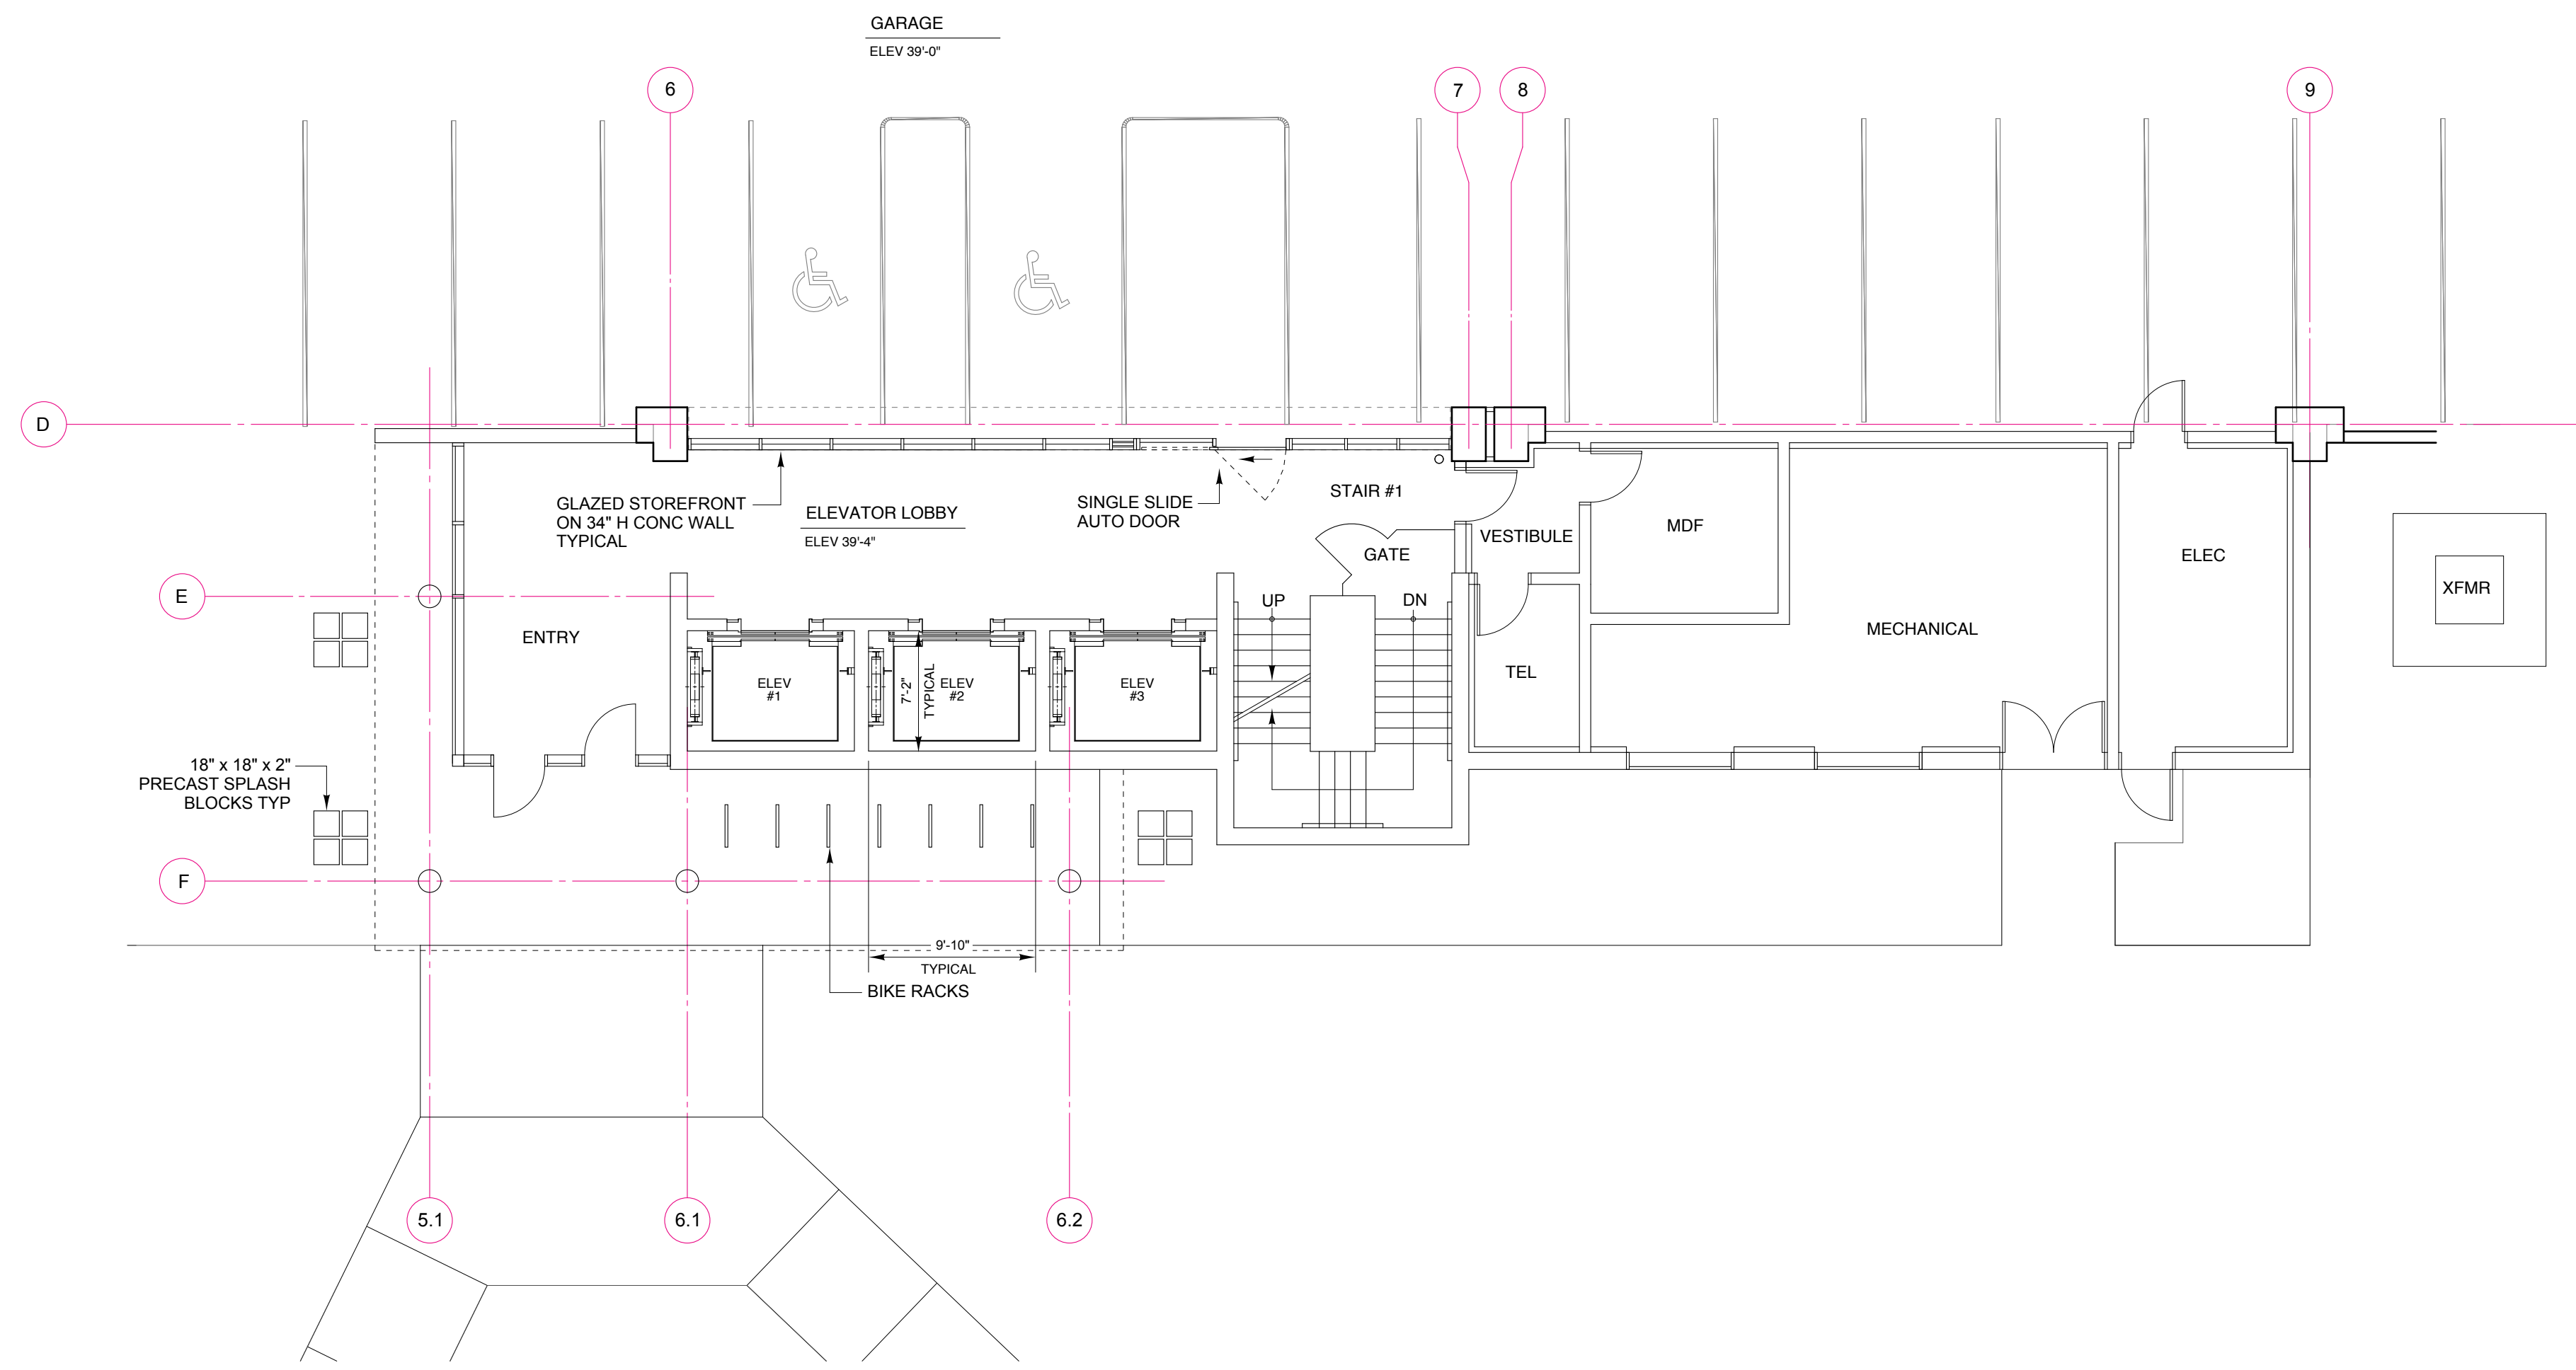 GARAGE
ELEV 39'-0"
6
7
8
9
D
GLAZED STOREFRONT
ON 34" H CONC WALL
TYPICAL
ELEVATOR LOBBY
ELEV 39'-4"
SINGLE SLIDE
AUTO DOOR
STAIR #1
GATE
VESTIBULE
MDF
ELEC
XFMR
E
ENTRY
UP
DN
MECHANICAL
TEL
ELEV
#1
7'-2"
TYPICAL
ELEV
#2
ELEV
#3
18" x 18" x 2"
PRECAST SPLASH
BLOCKS TYP
F
9'-10"
TYPICAL
BIKE RACKS
5.1
6.1
6.2